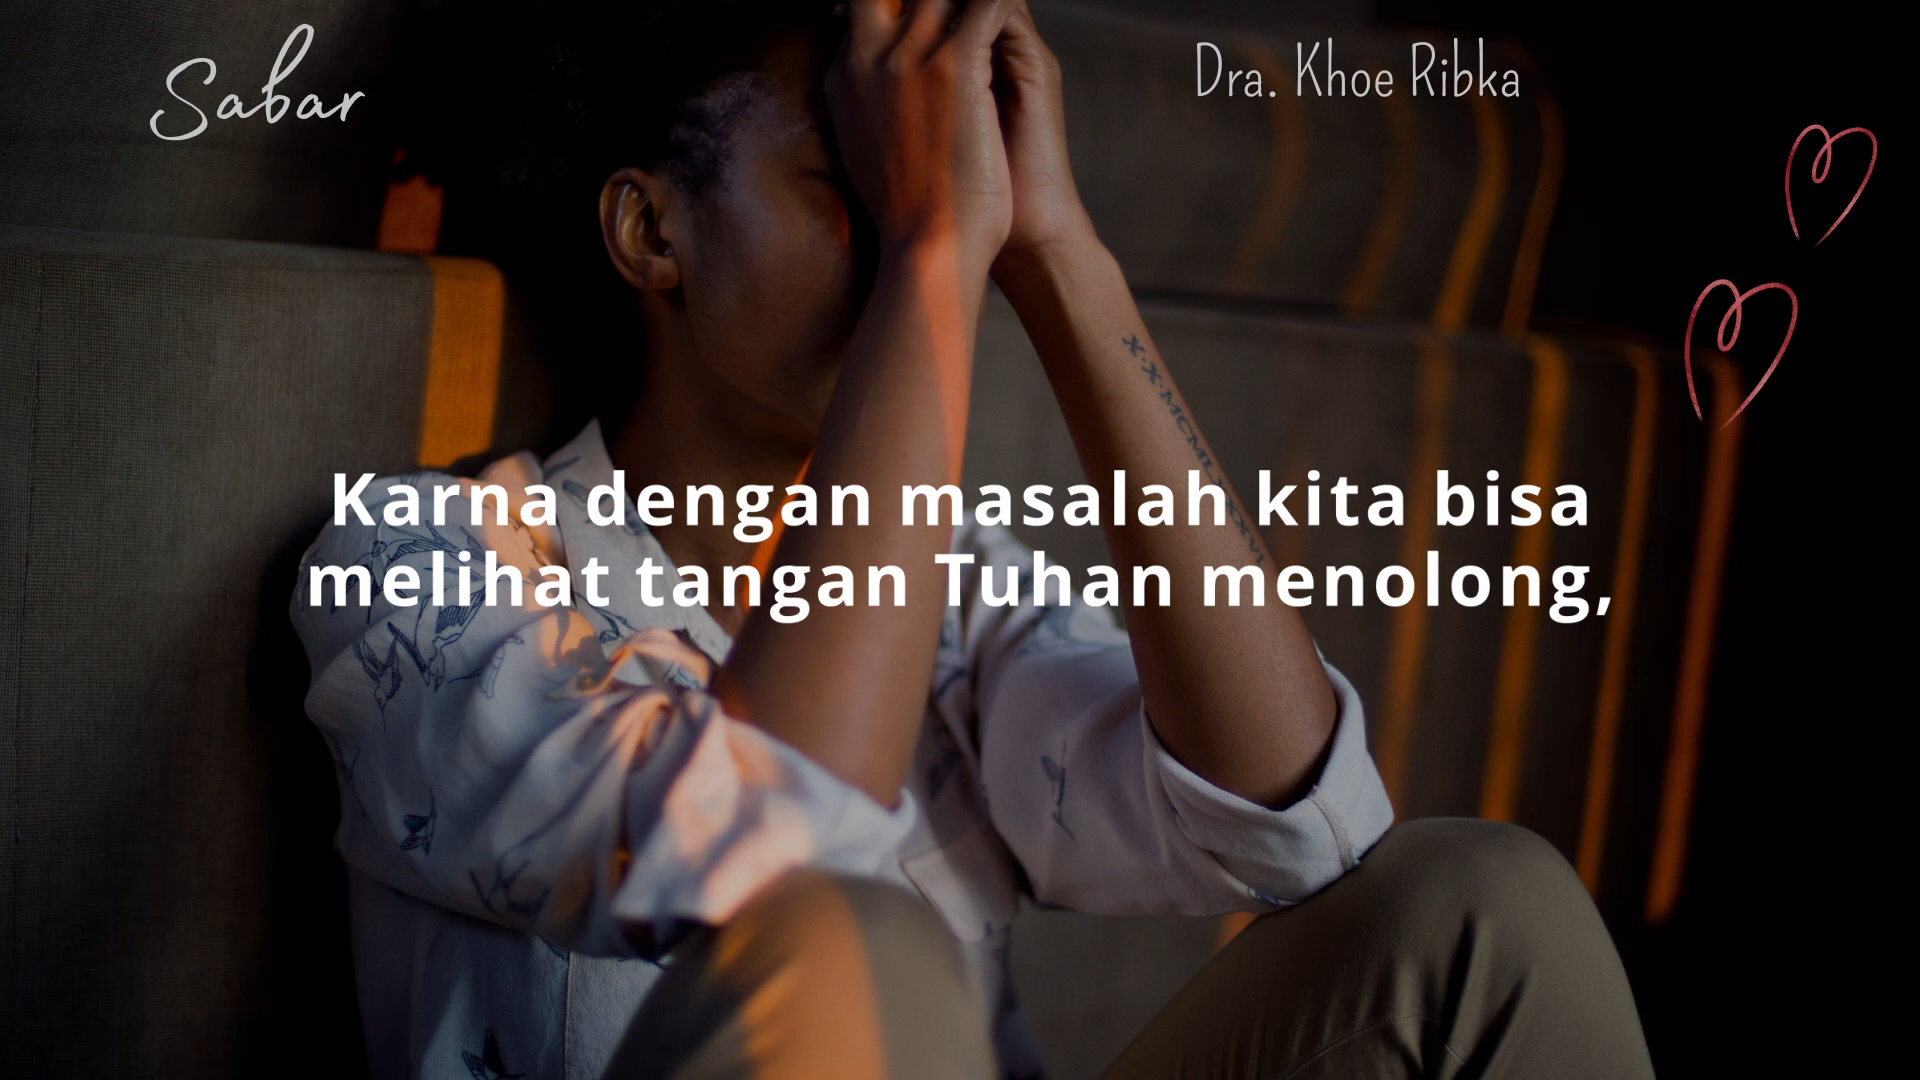 Sabar
Dra. Khoe Ribka
Karna dengan masalah kita bisa
melihat tangan Tuhan menolong,